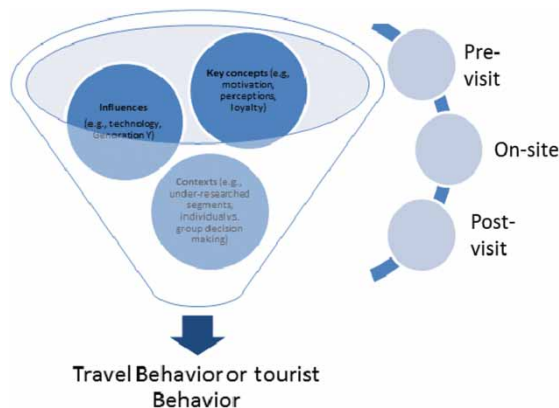 Key concepts (e.g,
motivation,
perceptions,
loyalty)
Influences
(e.g., technology,
Generation Y)
Contexts (e.g.,
under-researched
segments,
individual vs.
group decision
making)
Pre-
visit
On-site
Post-
visit
Travel Behavior or tourist
Behavior